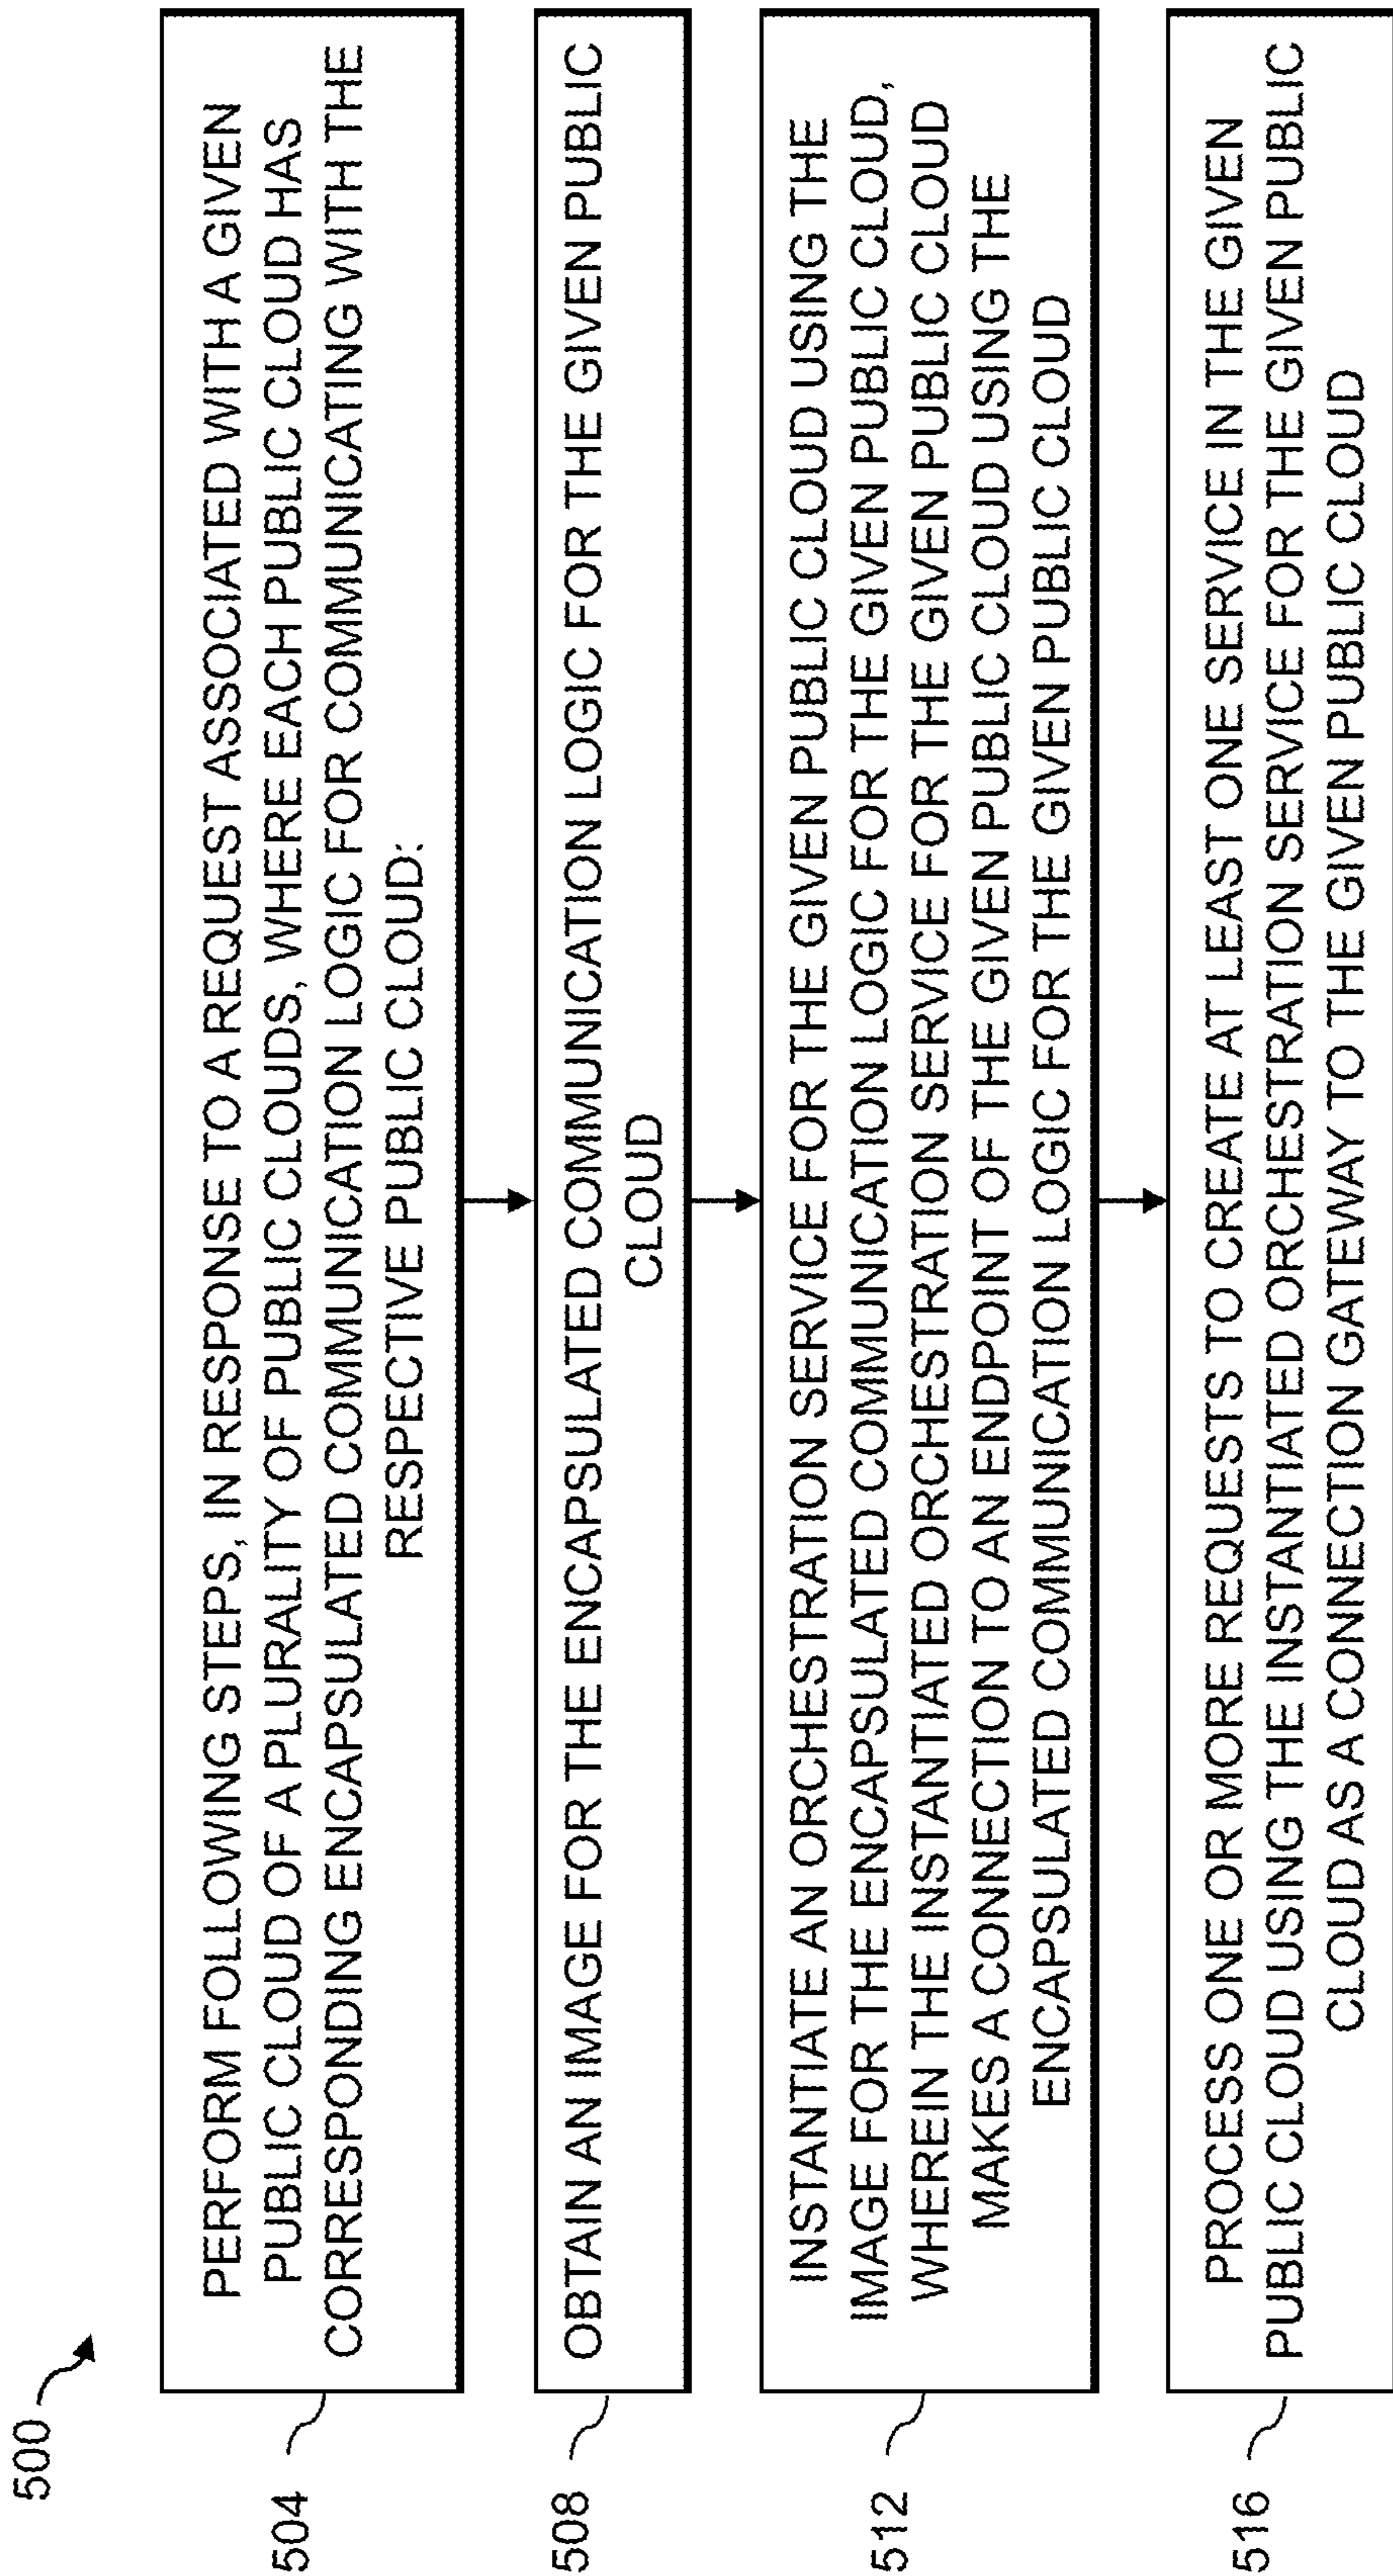 500
504
PERFORM FOLLOWING STEPS, IN RESPONSE TO A REQUEST ASSOCIATED WITH A GIVEN
PUBLIC CLOUD OF A PLURALITY OF PUBLIC CLOUDS, WHERE EACH PUBLIC CLOUD HAS
CORRESPONDING ENCAPSULATED COMMUNICATION LOGIC FOR COMMUNICATING WITH THE
RESPECTIVE PUBLIC CLOUD:
508
OBTAIN AN IMAGE FOR THE ENCAPSULATED COMMUNICATION LOGIC FOR THE GIVEN PUBLIC
CLOUD
512
INSTANTIATE AN ORCHESTRATION SERVICE FOR THE GIVEN PUBLIC CLOUD USING THE
IMAGE FOR THE ENCAPSULATED COMMUNICATION LOGIC FOR THE GIVEN PUBLIC CLOUD,
WHEREIN THE INSTANTIATED ORCHESTRATION SERVICE FOR THE GIVEN PUBLIC CLOUD
MAKES A CONNECTION TO AN ENDPOINT OF THE GIVEN PUBLIC CLOUD USING THE
ENCAPSULATED COMMUNICATION LOGIC FOR THE GIVEN PUBLIC CLOUD
516
PROCESS ONE OR MORE REQUESTS TO CREATE AT LEAST ONE SERVICE IN THE GIVEN
PUBLIC CLOUD USING THE INSTANTIATED ORCHESTRATION SERVICE FOR THE GIVEN PUBLIC
CLOUD AS A CONNECTION GATEWAY TO THE GIVEN PUBLIC CLOUD